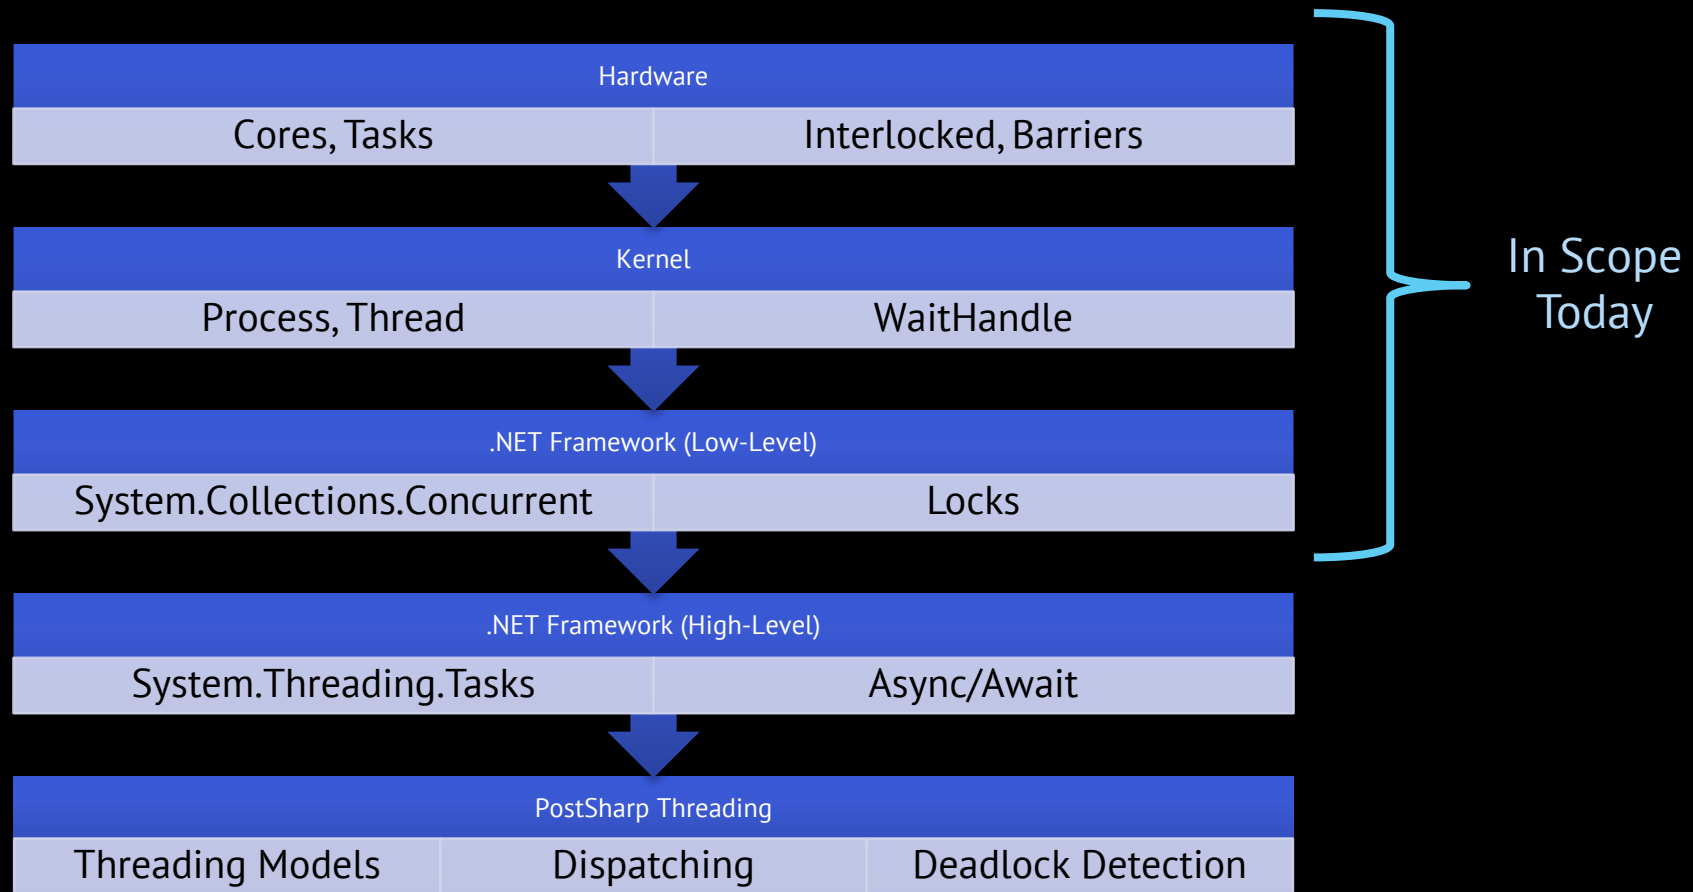 Hardware
Cores, Tasks
Interlocked, Barriers
Kernel
Process, Thread
WaitHandle
.NET Framework (Low-Level)
System.Collections.Concurrent
Locks
.NET Framework (High-Level)
System.Threading.Tasks
Async/Await
PostSharp Threading
Threading Models
Dispatching
Deadlock Detection
In Scope
Today